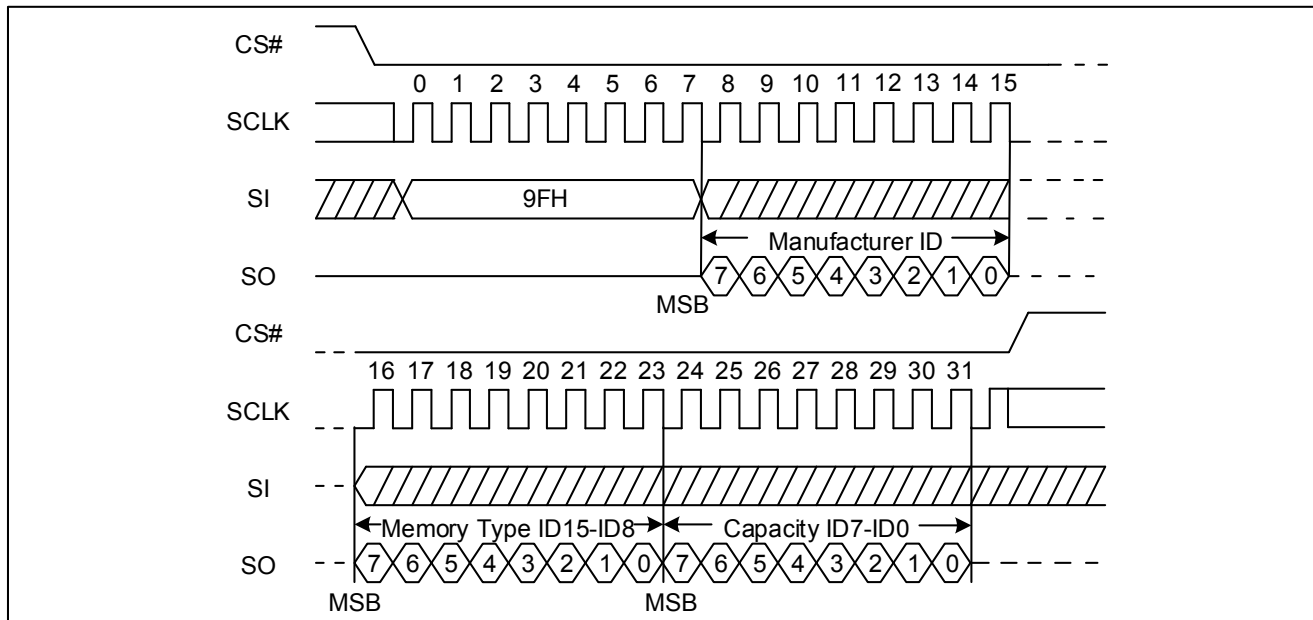 CS#
0 1 2 3 4 5 6 7 8 9 10 11 12 13 14 15
SCLK
SI 9FH
Manufacturer ID
SO 7 6 5 4 3 2 1 0
MSB
CS#
16 17 18 19 20 21 22 23 24 25 26 27 28 29 30 31
SCLK
SI
Memory Type ID15-ID8 Capacity ID7-ID0
SO 7 6 5 4 3 2 1 0 7 6 5 4 3 2 1 0
MSB MSB